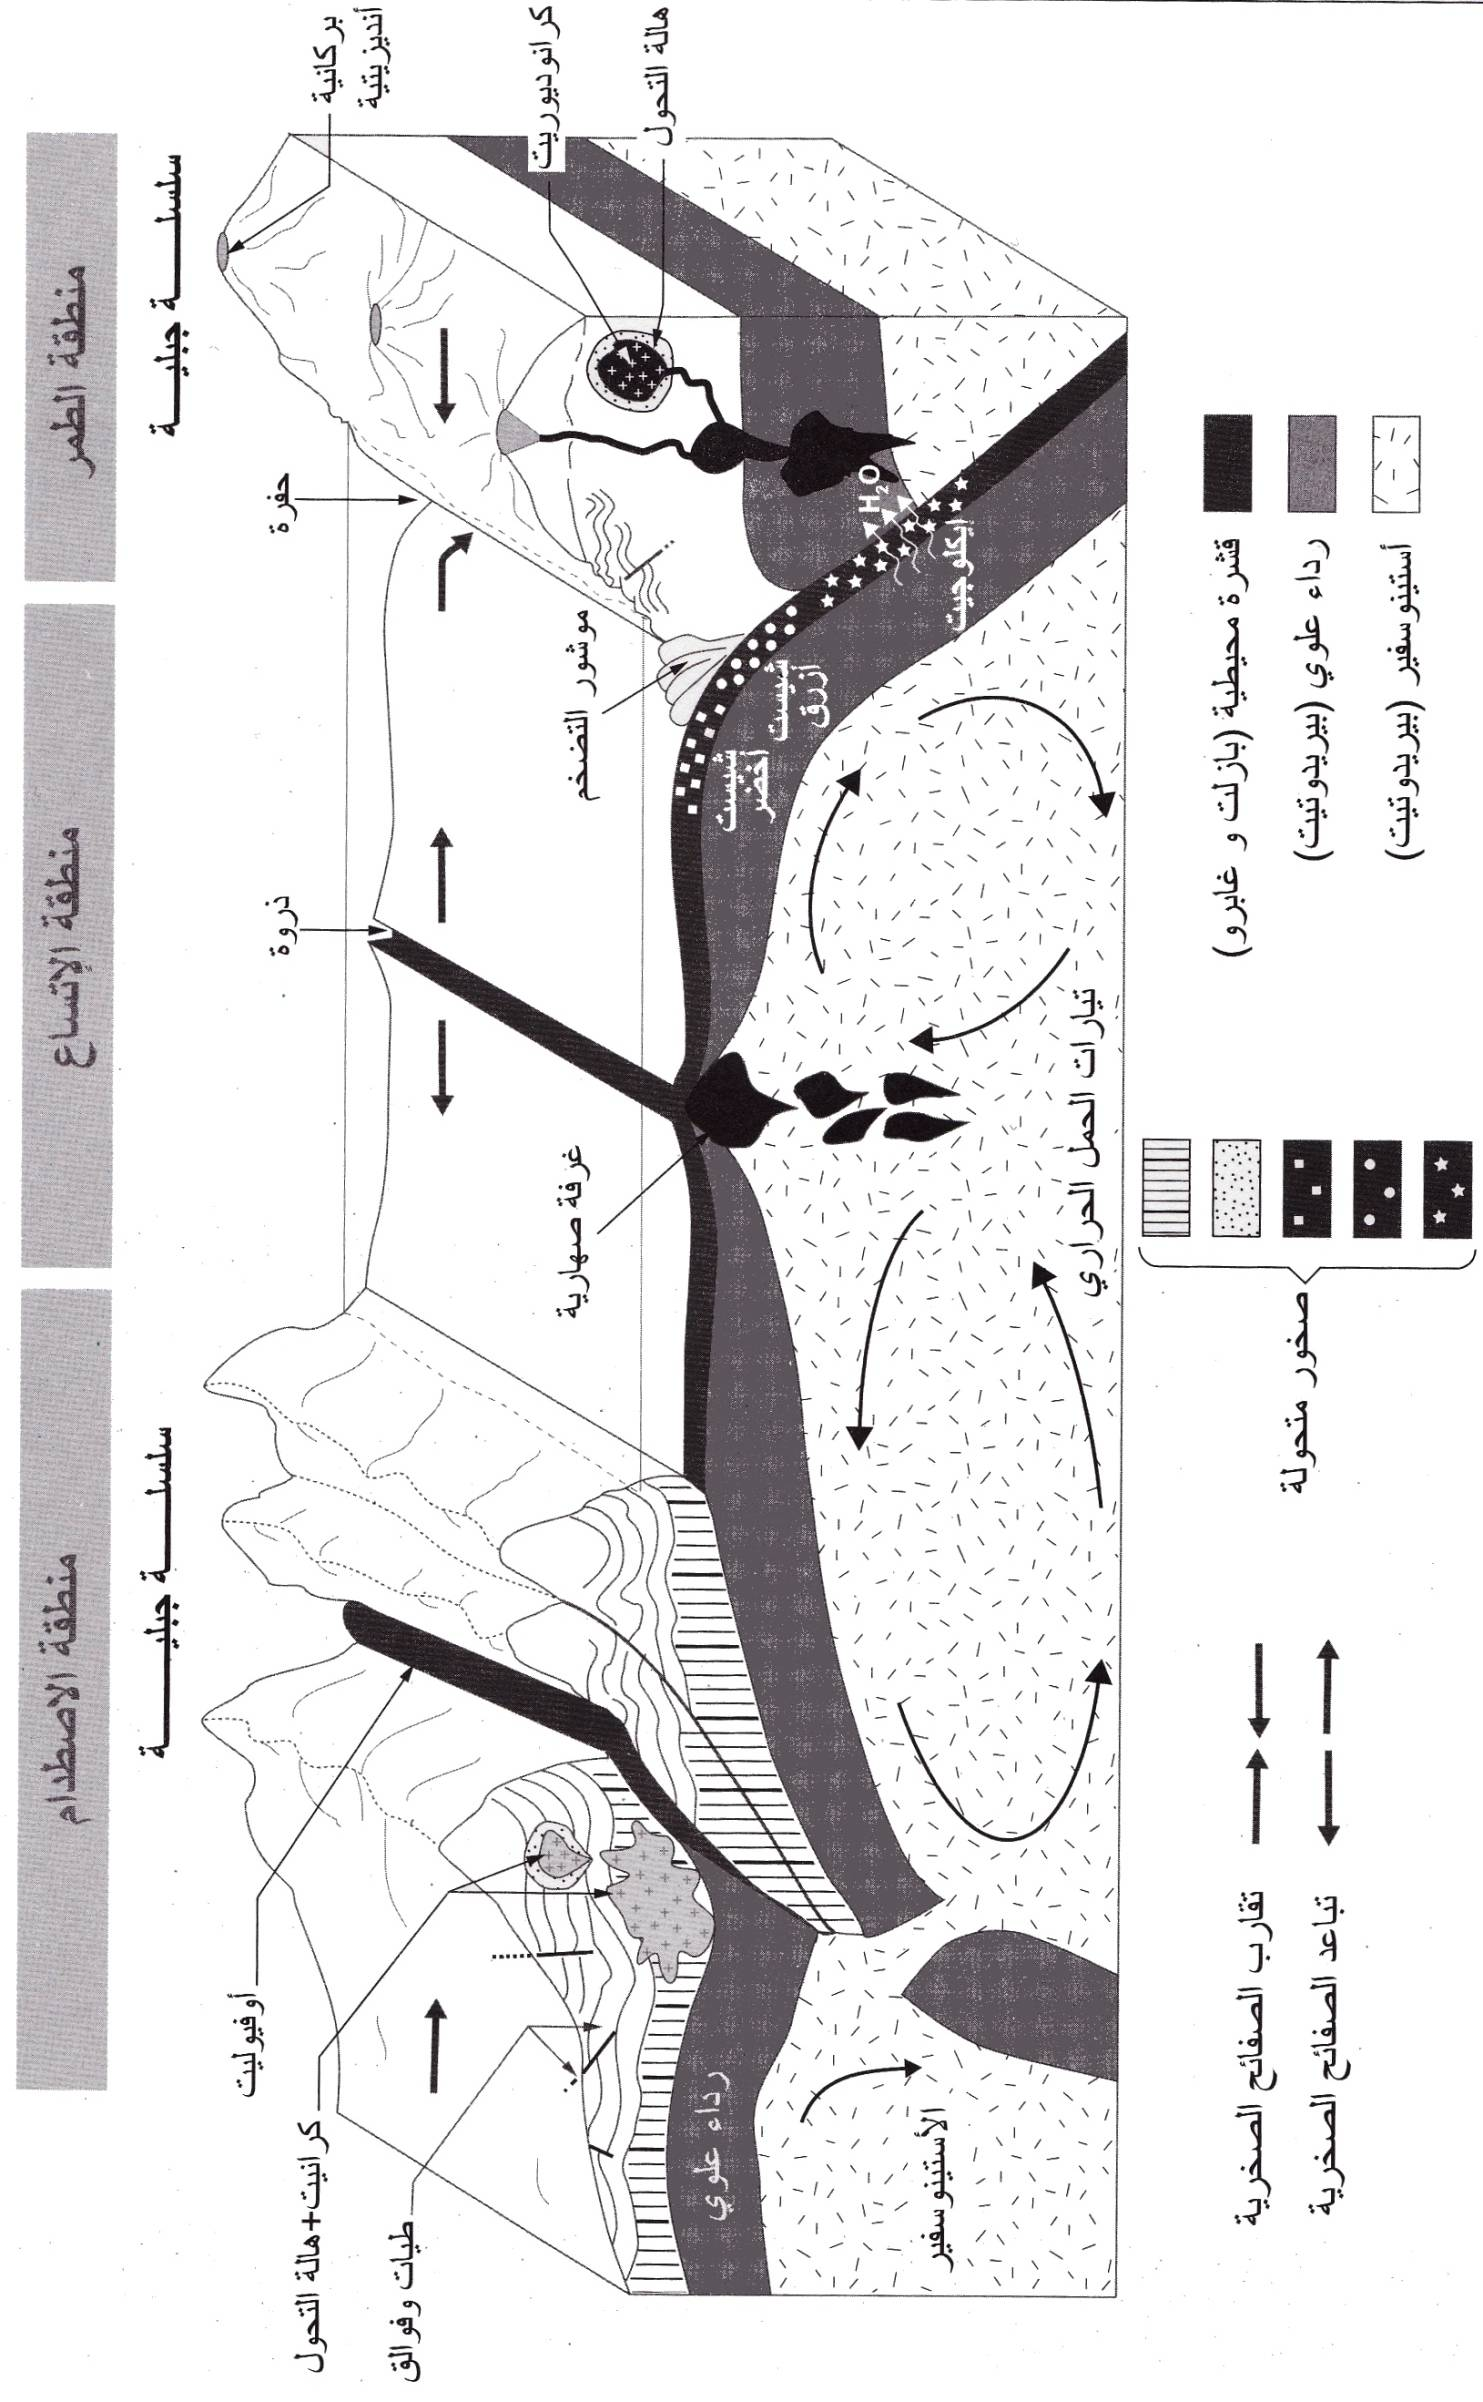 منطقة الاصطدام
منطقة الإتساع
منطقة الطمر
سلسلة جبلية
سلسلة جبلية
بركانية
أنديزيتية
كرانوديوريت
هالة التحول
حفرة
ذروة
موشور التضخم
غرفة صهارية
أوفيوليت
كرانيت+هالة التحول
طيات وفوالق
H₂O
إيكلوجيت
شيست
أزرق
شيست
أخضر
رداء علوي
الأستينوسفير
تيارات الحمل الحراري
قشرة محيطية (بازلت و غابرو)
رداء علوي (بيريدوتيت)
أستينوسفير (بيريدوتيت)
صخور متحولة
تقارب الصفائح الصخرية
تباعد الصفائح الصخرية